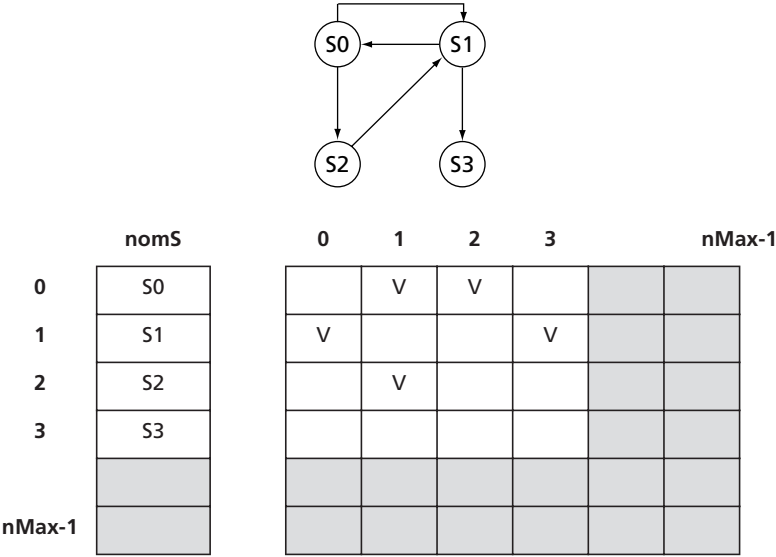 S0 S1
S2 S3
nomS 0 1 2 3 nMax-1
0 S0 V V
1 S1 V V
2 S2 V
3 S3
nMax-1